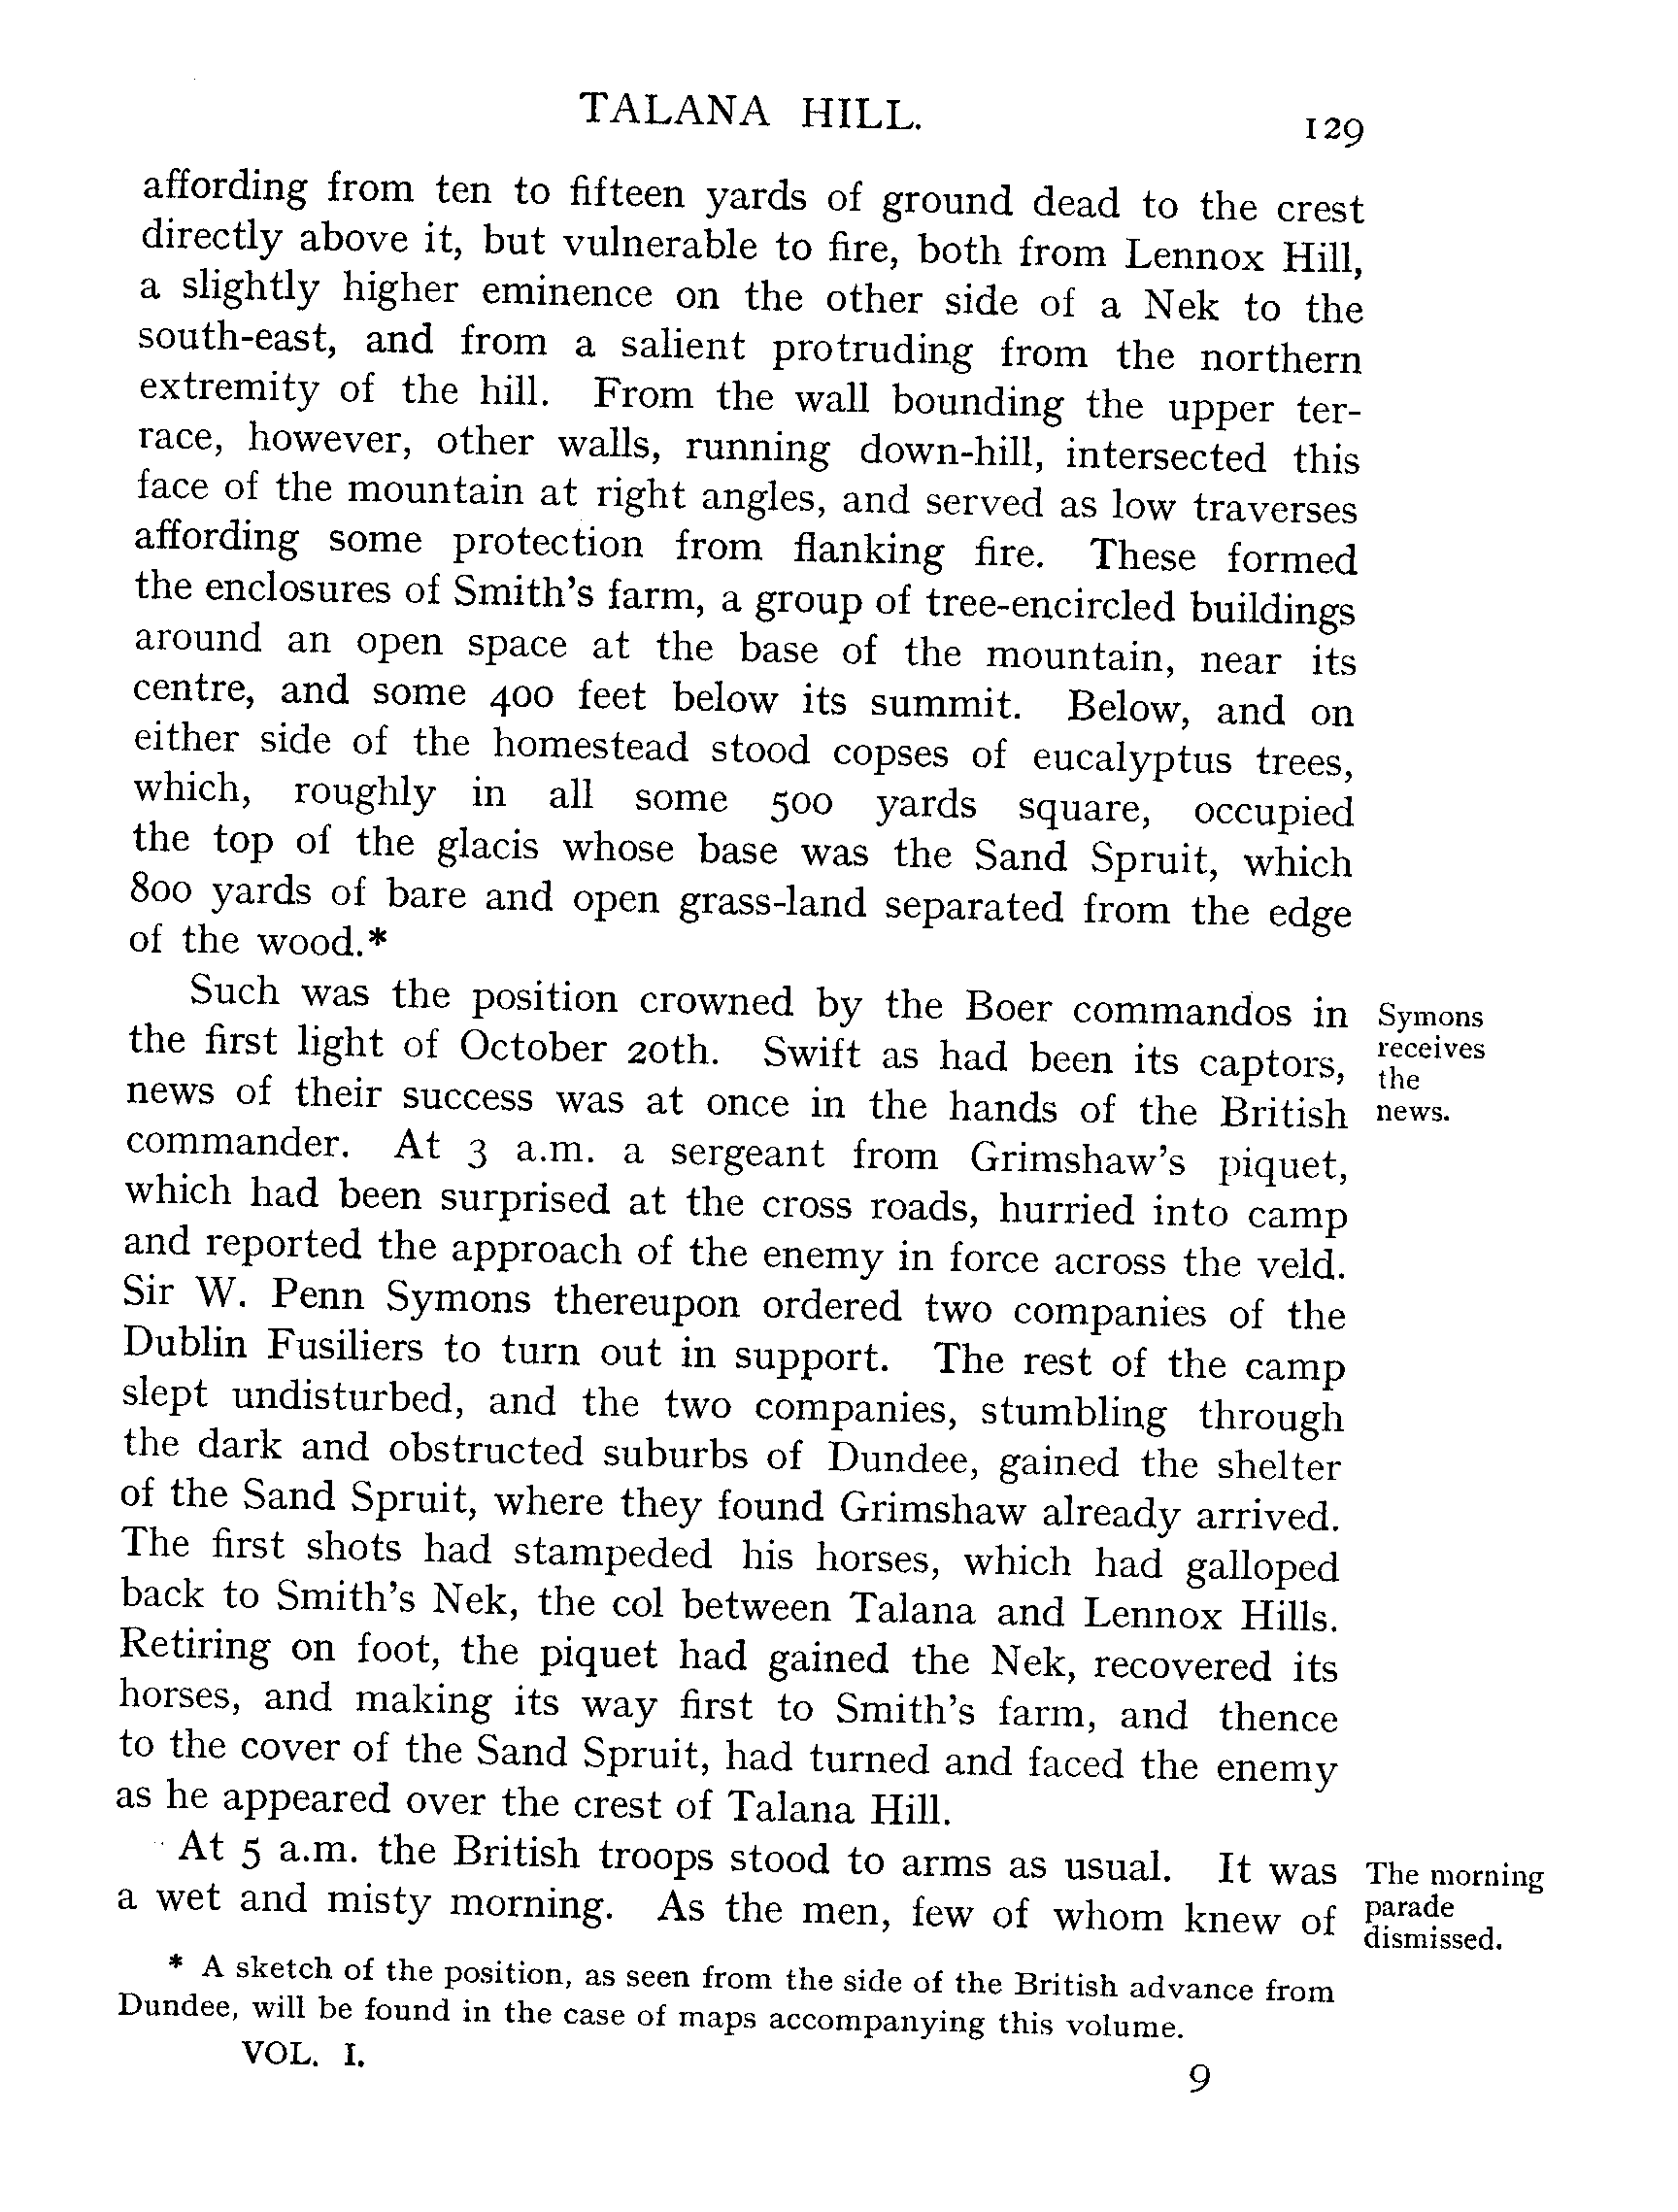 TALANA HILL.
129
affording from ten to fifteen yards of ground dead to the crest
directly above it, but vulnerable to fire, both from Lennox Hill,
a slightly higher eminence on the other side of a Nek to the
south-east, and from a salient protruding from the northern
extremity of the hill. From the wall bounding the upper ter-
race, however, other walls, running down-hill, intersected this
face of the mountain at right angles, and served as low traverses
affording some protection from flanking fire. These formed
the enclosures of Smith's farm, a group of tree-encircled buildings
around an open space at the base of the mountain, near its
centre, and some 400 feet below its summit. Below, and on
either side of the homestead stood copses of eucalyptus trees,
which, roughly in all some 500 yards square, occupied
the top of the glacis whose base was the Sand Spruit, which
800 yards of bare and open grass-land separated from the edge
of the wood.*
Such was the position crowned by the Boer commandos in
the first light of October 20th. Swift as had been its captors,
news of their success was at once in the hands of the British
commander. At 3 a.m. a sergeant from Grimshaw's piquet,
which had been surprised at the cross roads, hurried into camp
and reported the approach of the enemy in force across the veld.
Sir W. Penn Symons thereupon ordered two companies of the
Dublin Fusiliers to turn out in support. The rest of the camp
slept undisturbed, and the two companies, stumbling through
the dark and obstructed suburbs of Dundee, gained the shelter
of the Sand Spruit, where they found Grimshaw already arrived.
The first shots had stampeded his horses, which had galloped
back to Smith's Nek, the col between Talana and Lennox Hills.
Retiring on foot, the piquet had gained the Nek, recovered its
horses, and making its way first to Smith's farm, and thence
to the cover of the Sand Spruit, had turned and faced the enemy
as he appeared over the crest of Talana Hill.
Symons
receives
the
news.
At 5 a.m. the British troops stood to arms as usual. It was
a wet and misty morning. As the men, few of whom knew of
The morning
parade
dismissed.
* A sketch of the position, as seen from the side of the British advance from
Dundee, will be found in the case of maps accompanying this volume.
VOL. I.
9